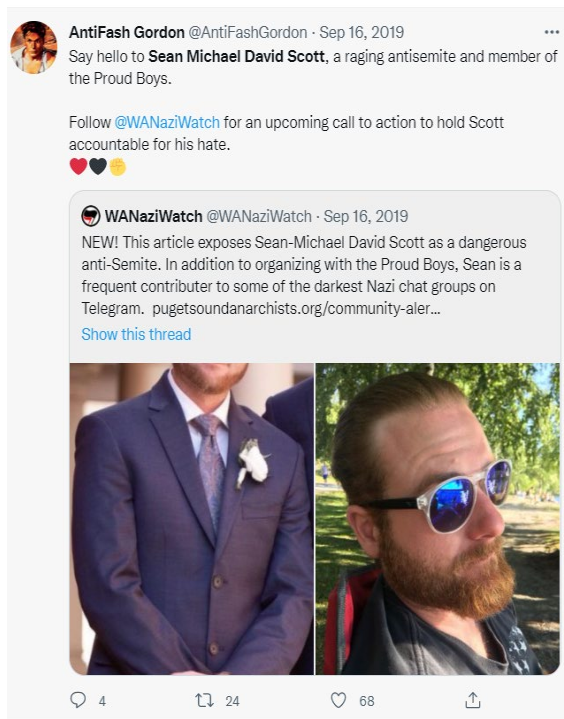 AntiFash Gordon @AntiFashGordon · Sep 16, 2019
Say hello to Sean Michael David Scott, a raging antisemite and member of
the Proud Boys.
Follow @WANaziWatch for an upcoming call to action to hold Scott
accountable for his hate.
WANaziWatch @WANaziWatch · Sep 16, 2019
NEW! This article exposes Sean-Michael David Scott as a dangerous
anti-Semite. In addition to organizing with the Proud Boys, Sean is a
frequent contributer to some of the darkest Nazi chat groups on
Telegram. pugetsoundanarchists.org/community-aler...
Show this thread
4 24 68